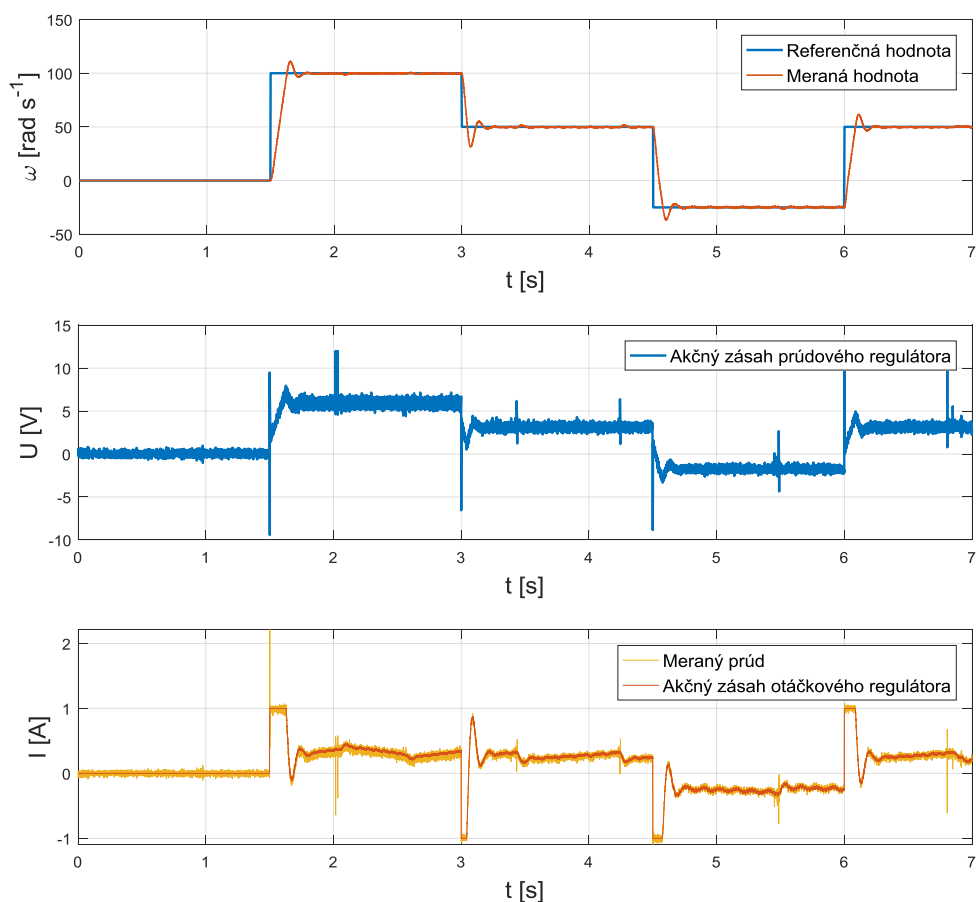 150
100
50
0
-50
ω [rad s⁻¹]
Referenčná hodnota
Meraná hodnota
0 1 2 3 4 5 6 7
t [s]
15
10
5
0
-5
-10
U [V]
Akčný zásah prúdového regulátora
0 1 2 3 4 5 6 7
t [s]
2
1
0
-1
I [A]
Meraný prúd
Akčný zásah otáčkového regulátora
0 1 2 3 4 5 6 7
t [s]